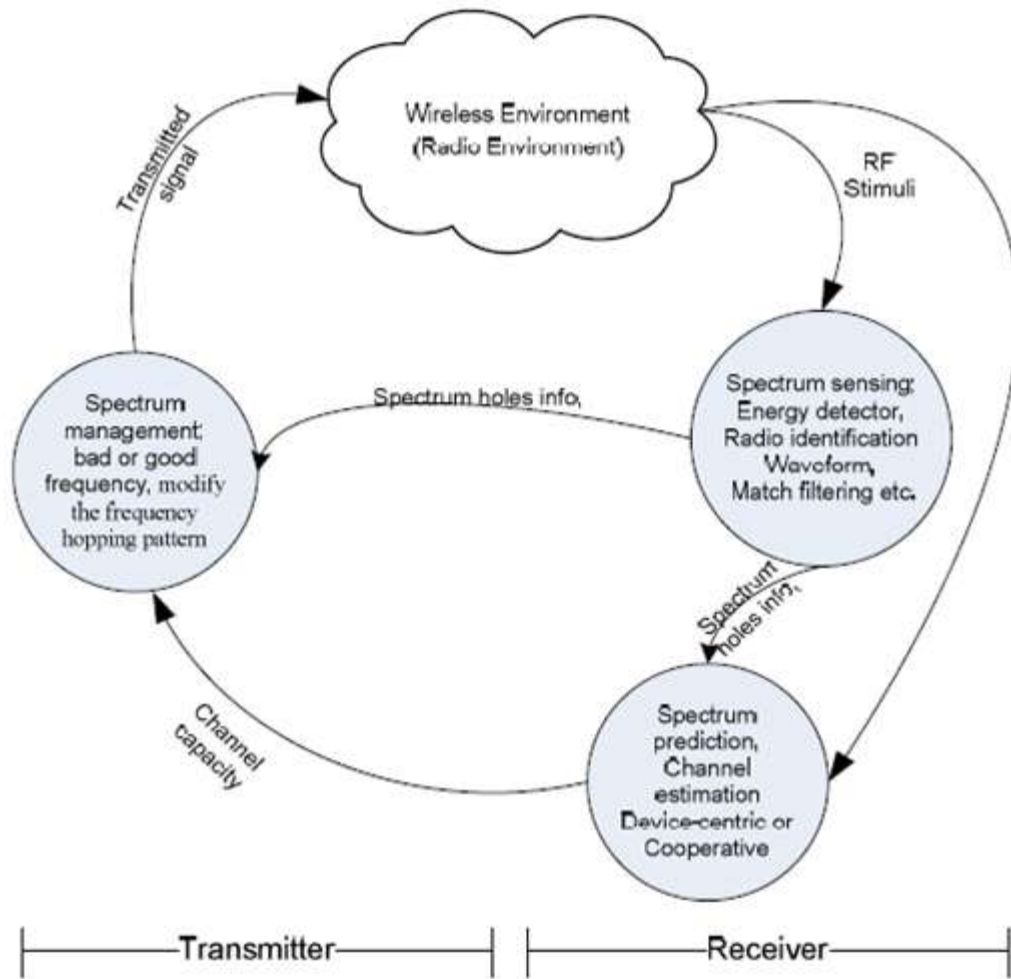 Wireless Environment
(Radio Environment)
Transmitted
signal
RF
Stimuli
Spectrum
management;
bad or good
frequency, modify
the frequency
hopping pattern
Spectrum holes info,
Spectrum sensing;
Energy detector,
Radio identification
Waveform,
Match filtering etc.
Spectrum
holes info,
Channel
capacity
Spectrum
prediction,
Channel
estimation
Device-centric or
Cooperative
Transmitter
Receiver